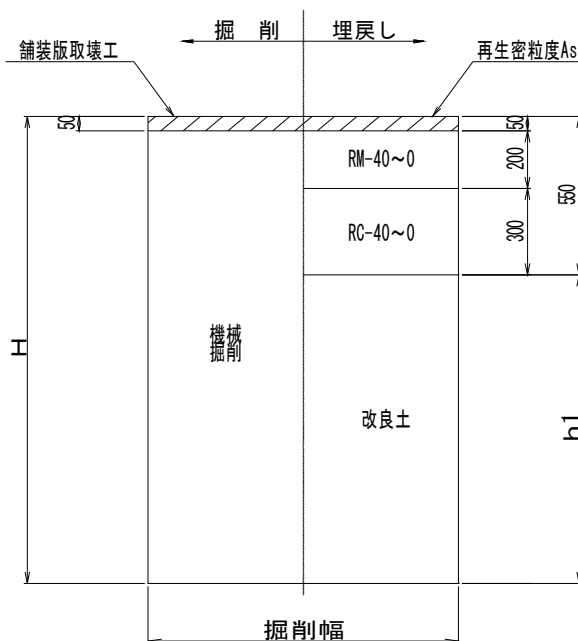 掘 削
埋戻し
舗装版取壊工
再生密粒度As
50
50
RM-40～0
200
550
RC-40～0
300
機械
掘削
H
改良土
h1
掘削幅